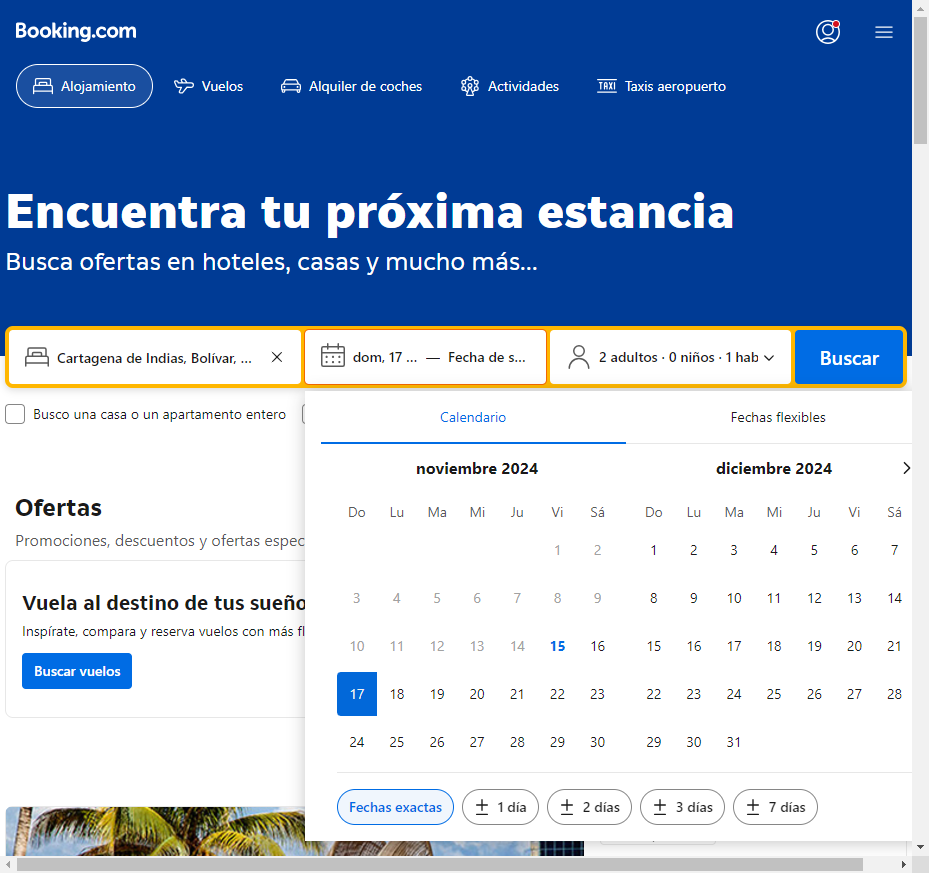 Booking.com
Alojamiento
Vuelos
Alquiler de coches
Actividades
TAXI Taxis aeropuerto
Encuentra tu próxima estancia
Busca ofertas en hoteles, casas y mucho más...
Cartagena de Indias, Bolívar, ...
dom, 17 ... — Fecha de s...
2 adultos · 0 niños · 1 hab
Buscar
Busco una casa o un apartamento entero
Calendario
Fechas flexibles
noviembre 2024
Do Lu Ma Mi Ju Vi Sá
1 2
3 4 5 6 7 8 9
10 11 12 13 14 15 16
17 18 19 20 21 22 23
24 25 26 27 28 29 30
diciembre 2024
Do Lu Ma Mi Ju Vi Sá
1 2 3 4 5 6 7
8 9 10 11 12 13 14
15 16 17 18 19 20 21
22 23 24 25 26 27 28
29 30 31
Fechas exactas
± 1 día
± 2 días
± 3 días
± 7 días
Ofertas
Promociones, descuentos y ofertas espec
Vuela al destino de tus sueño
Inspírate, compara y reserva vuelos con más fl
Buscar vuelos